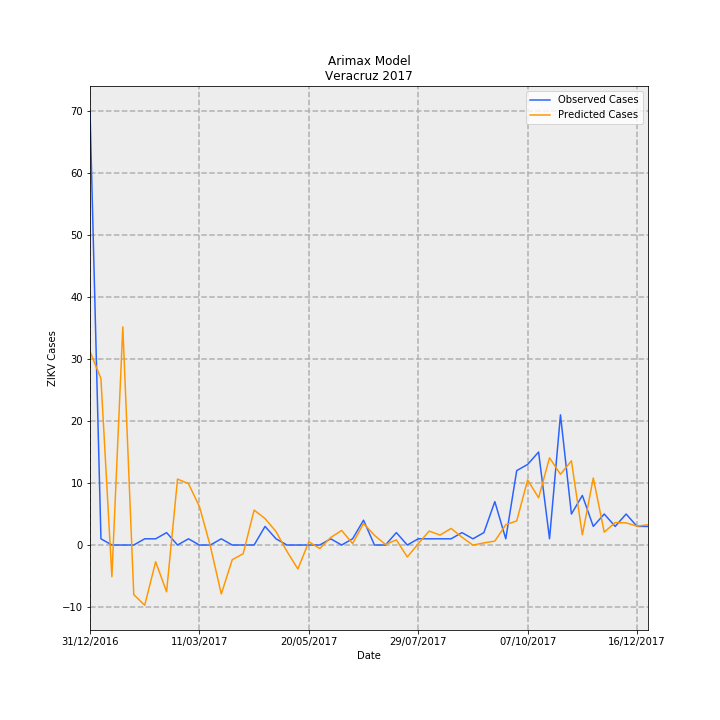 Arimax Model
Veracruz 2017
Observed Cases
Predicted Cases
70
60
50
40
30
20
10
0
−10
ZIKV Cases
31/12/2016 11/03/2017 20/05/2017 29/07/2017 07/10/2017 16/12/2017
Date